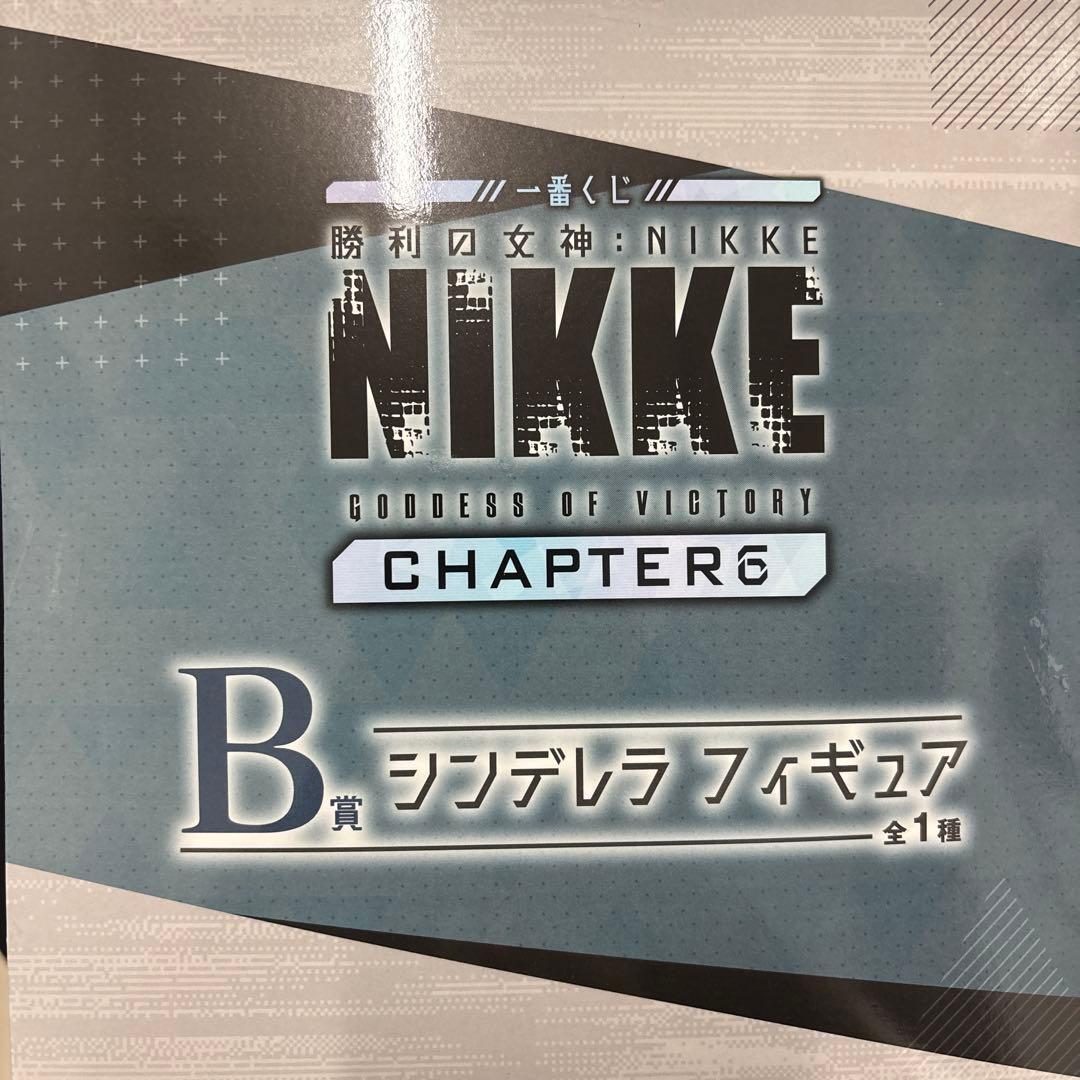 一番くじ
勝利の女神：NIKKE
NIKKE
GODDESS OF VICTORY
CHAPTER6
B賞 シンデレラ フィギュア
全1種